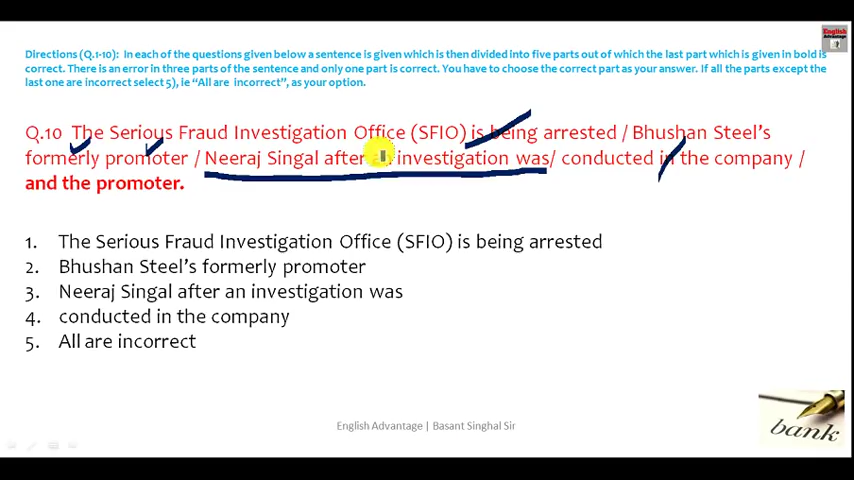 English
Advantage
Directions (Q.1-10): In each of the questions given below a sentence is given which is then divided into five parts out of which the last part which is given in bold is
correct. There is an error in three parts of the sentence and only one part is correct. You have to choose the correct part as your answer. If all the parts except the
last one are incorrect select 5), ie “All are incorrect”, as your option.
Q.10 The Serious Fraud Investigation Office (SFIO) is being arrested / Bhushan Steel’s
formerly promoter / Neeraj Singal after an investigation was/ conducted in the company /
and the promoter.
1. The Serious Fraud Investigation Office (SFIO) is being arrested
2. Bhushan Steel’s formerly promoter
3. Neeraj Singal after an investigation was
4. conducted in the company
5. All are incorrect
bank
English Advantage | Basant Singhal Sir